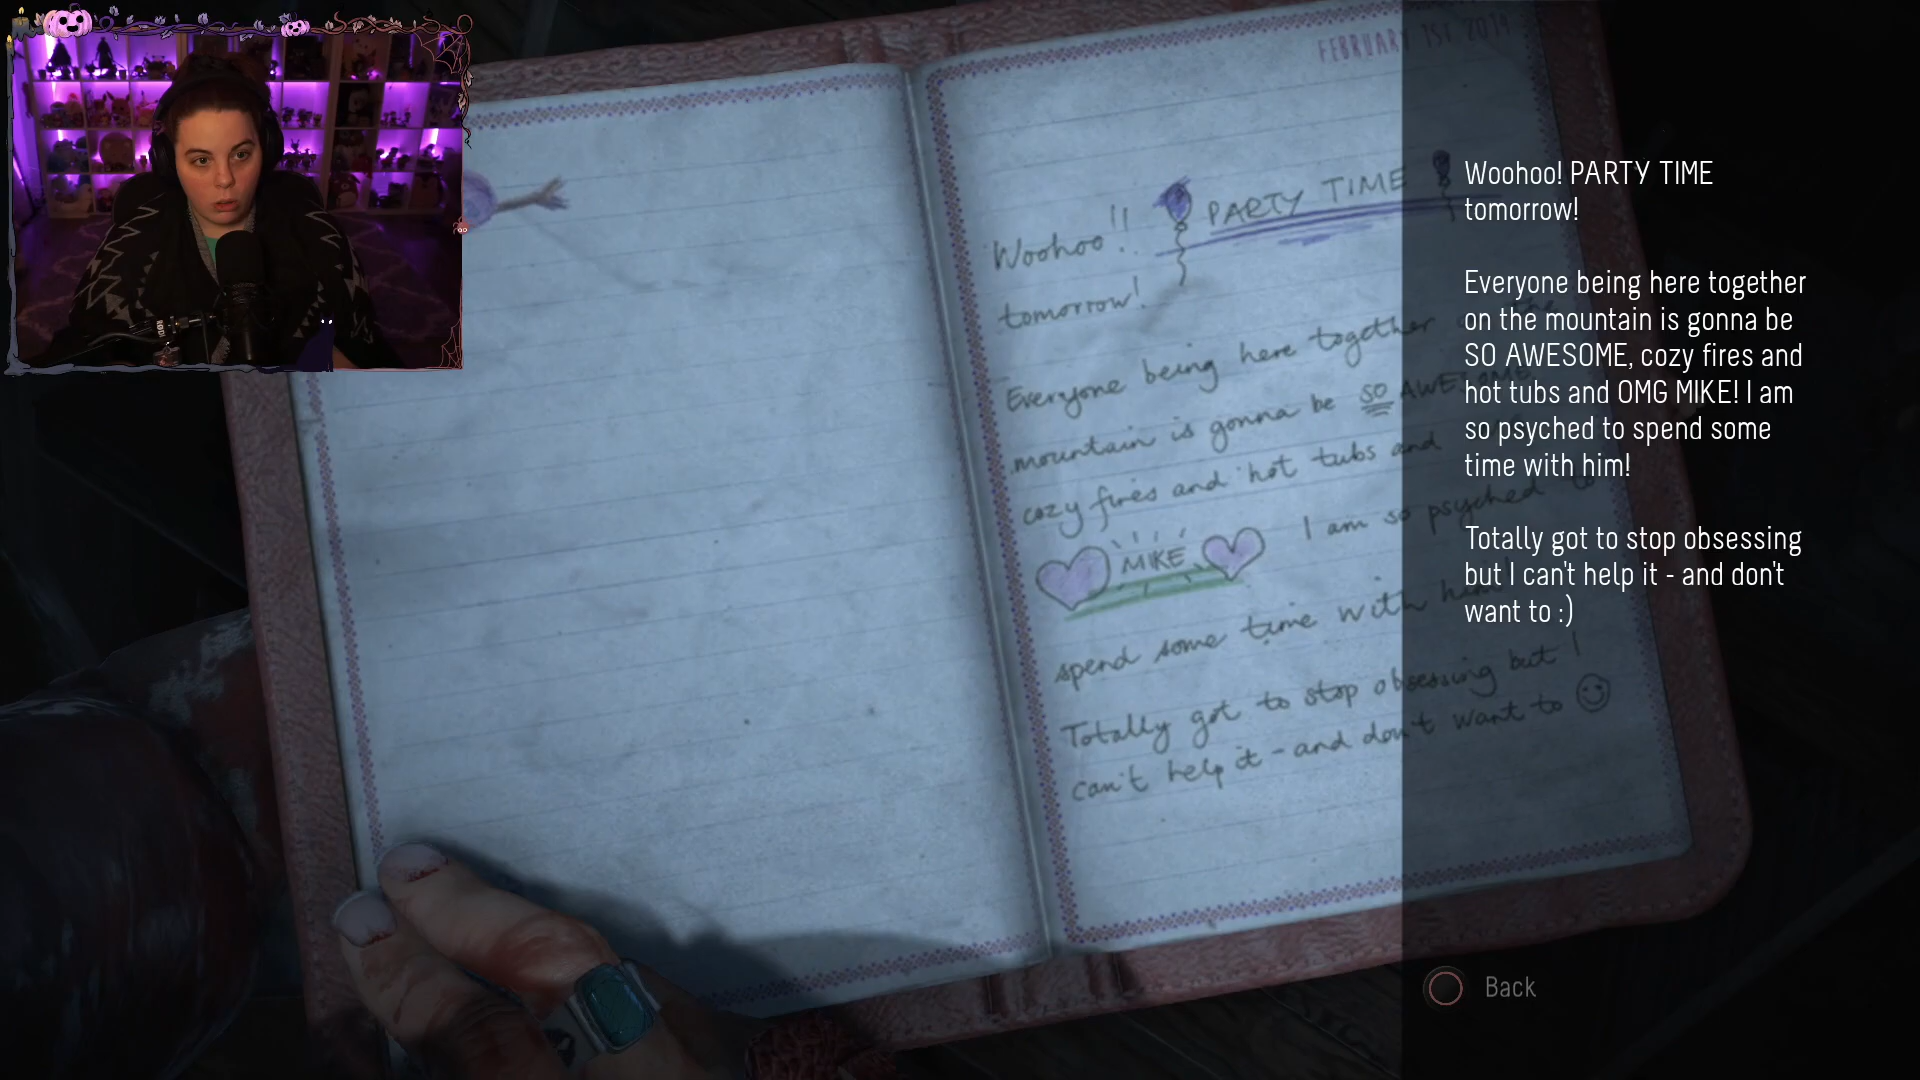 FEBRUARY 1ST 2014
Woohoo!! PARTY TIME
tomorrow!
Everyone being here together
mountain is gonna be SO AWESOME
cozy fires and hot tubs and
MIKE I am so psyched to
spend some time with him
Totally got to stop obsessing but I
can't help it - and don't want to
Woohoo! PARTY TIME
tomorrow!
Everyone being here together
on the mountain is gonna be
SO AWESOME, cozy fires and
hot tubs and OMG MIKE! I am
so psyched to spend some
time with him!
Totally got to stop obsessing
but I can't help it - and don't
want to :)
Back
RØDE